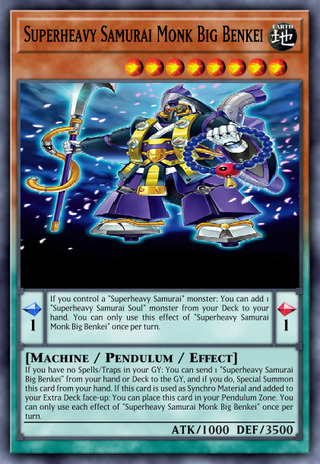 Superheavy Samurai Monk Big Benkei
EARTH
地
If you control a "Superheavy Samurai" monster: You can add 1
"Superheavy Samurai Soul" monster from your Deck to your
hand. You can only use this effect of "Superheavy Samurai
Monk Big Benkei" once per turn.
1
1
[Machine / Pendulum / Effect]
If you have no Spells/Traps in your GY: You can send 1 "Superheavy Samurai
Big Benkei" from your hand or Deck to the GY, and if you do, Special Summon
this card from your hand. If this card is used as Synchro Material and added to
your Extra Deck face-up: You can place this card in your Pendulum Zone. You
can only use each effect of "Superheavy Samurai Monk Big Benkei" once per
turn.
ATK/1000 DEF/3500